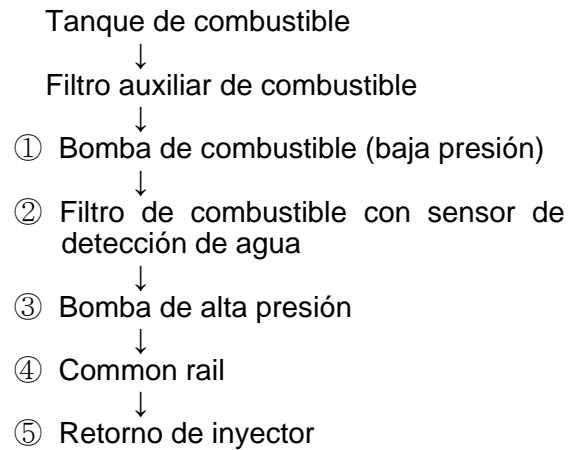 Tanque de combustible
↓
Filtro auxiliar de combustible
↓
① Bomba de combustible (baja presión)
↓
② Filtro de combustible con sensor de
detección de agua
↓
③ Bomba de alta presión
↓
④ Common rail
↓
⑤ Retorno de inyector